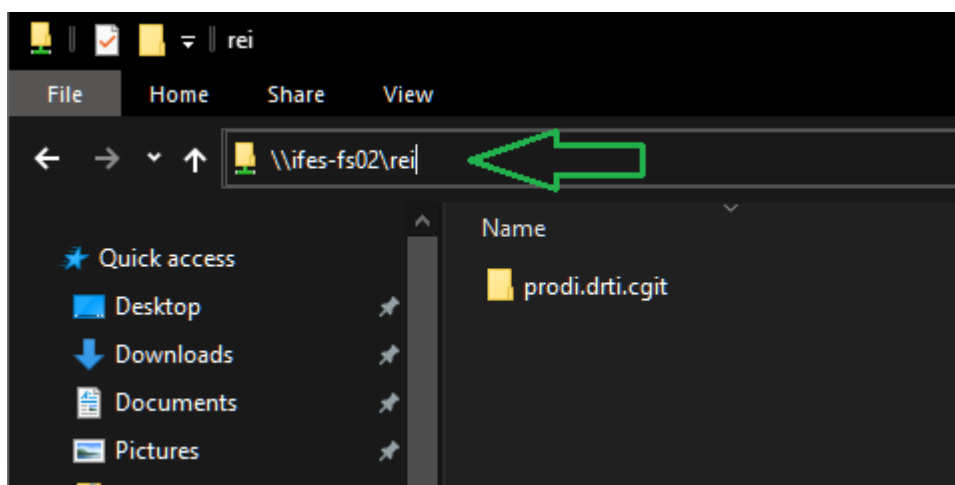 rei
File Home Share View
\\ifes-fs02\rei
Name
Quick access
prodi.drti.cgit
Desktop
Downloads
Documents
Pictures